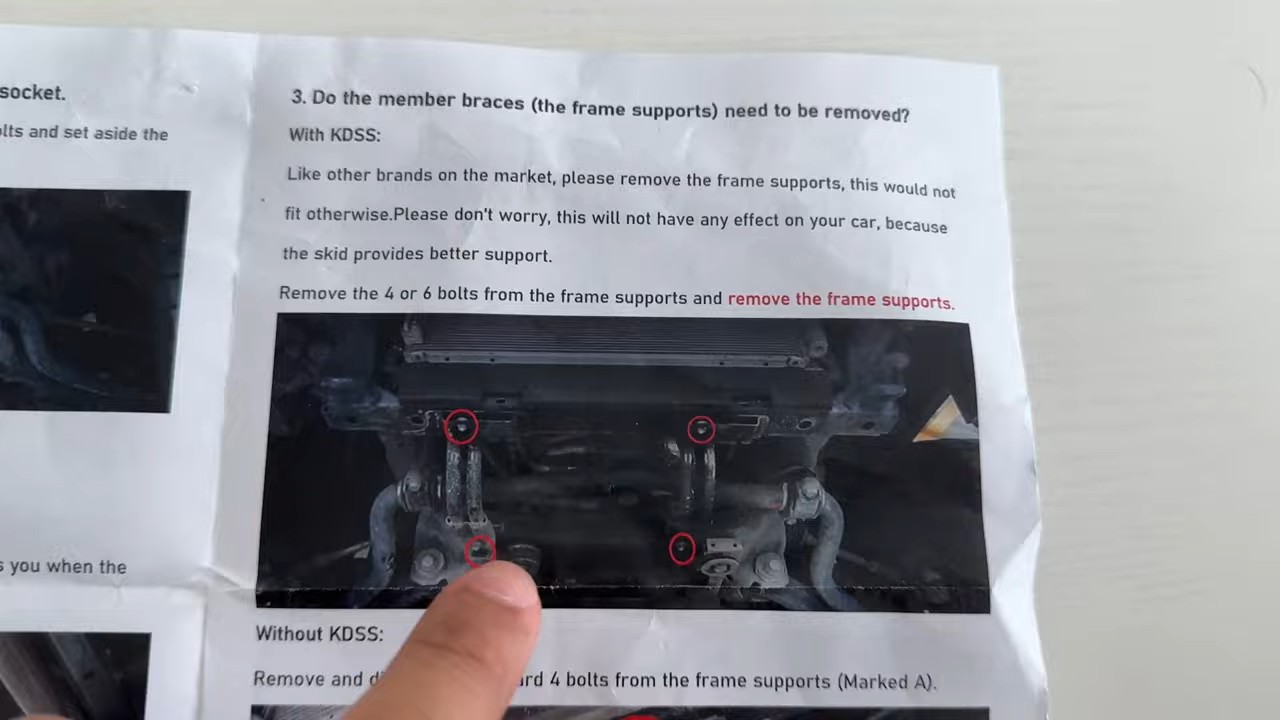 socket.
lts and set aside the
s you when the
3. Do the member braces (the frame supports) need to be removed?
With KDSS:
Like other brands on the market, please remove the frame supports, this would not
fit otherwise.Please don't worry, this will not have any effect on your car, because
the skid provides better support.
Remove the 4 or 6 bolts from the frame supports and remove the frame supports.
Without KDSS:
Remove and 4 bolts from the frame supports (Marked A).